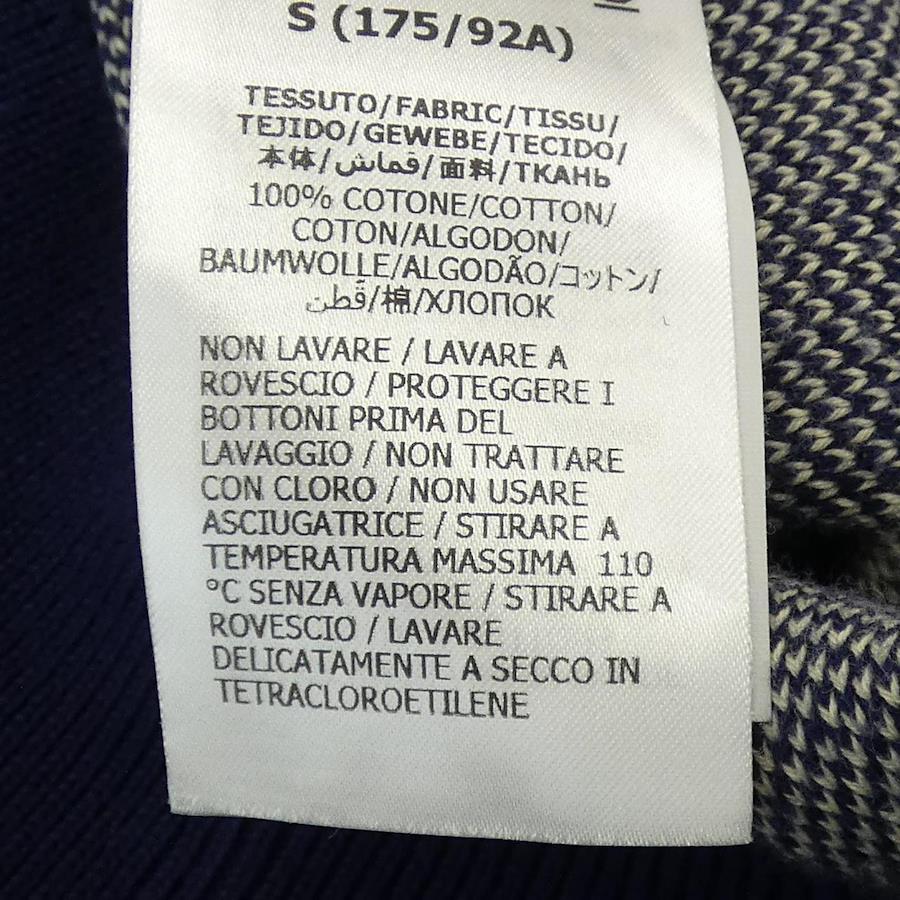 S (175/92A)
TESSUTO/FABRIC/TISSU/
TEJIDO/GEWEBE/TECIDO/
本体/قماش/面料/ТКАНЬ
100% COTONE/COTTON/
COTON/ALGODON/
BAUMWOLLE/ALGODÃO/コットン/
قطن/棉/ХЛОПОК
NON LAVARE / LAVARE A
ROVESCIO / PROTEGGERE I
BOTTONI PRIMA DEL
LAVAGGIO / NON TRATTARE
CON CLORO / NON USARE
ASCIUGATRICE / STIRARE A
TEMPERATURA MASSIMA 110
°C SENZA VAPORE / STIRARE A
ROVESCIO / LAVARE
DELICATAMENTE A SECCO IN
TETRACLOROETILENE